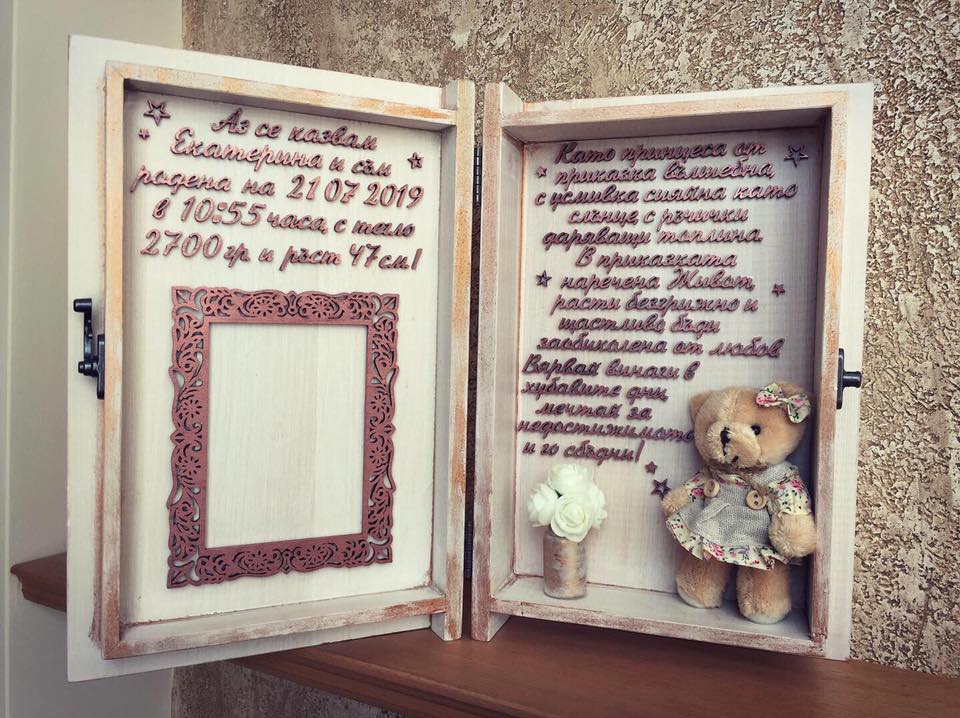 Аз се казвам
Екатерина и съм
родена на 21 07 2019
в 10:55 часа, с тегло
2700 гр. и ръст 47 см!
Като принцеса от
приказка вълшебна,
с усмивка сияйна като
слънце, с ръчички
даряващи топлина.
В приказката
наречена Живот,
расти безгрижно и
щастливо бъди
заобиколена от любов
Вярвай винаги в
хубавите дни,
мечтай за
недостижимото
и го сбъдни!